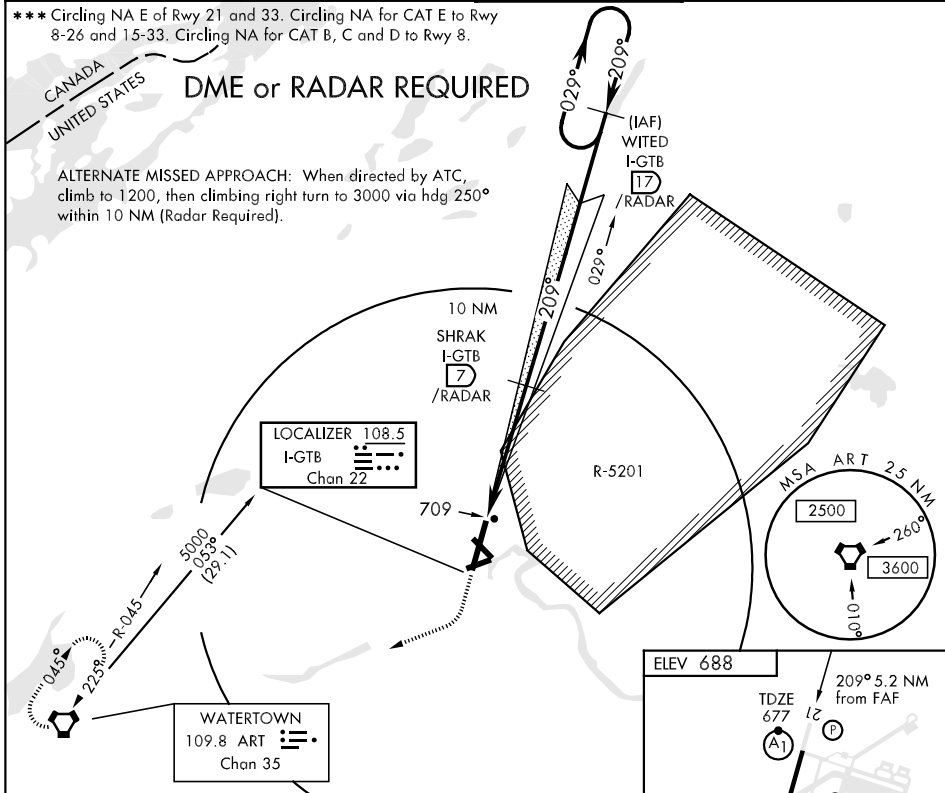 *** Circling NA E of Rwy 21 and 33. Circling NA for CAT E to Rwy
8-26 and 15-33. Circling NA for CAT B, C and D to Rwy 8.
CANADA
UNITED STATES
DME or RADAR REQUIRED
029°
209°
(IAF)
WITED
I-GTB
17
/RADAR
ALTERNATE MISSED APPROACH: When directed by ATC,
climb to 1200, then climbing right turn to 3000 via hdg 250°
within 10 NM (Radar Required).
029°
209°
10 NM
SHRAK
I-GTB
7
/RADAR
LOCALIZER 108.5
I-GTB
Chan 22
R-5201
709
MSA ART 25 NM
2500
260°
3600
010°
5000
053°
(29.1)
R-045
045°
225°
WATERTOWN
109.8 ART
Chan 35
ELEV 688
209° 5.2 NM
from FAF
TDZE
677
21
P
A1